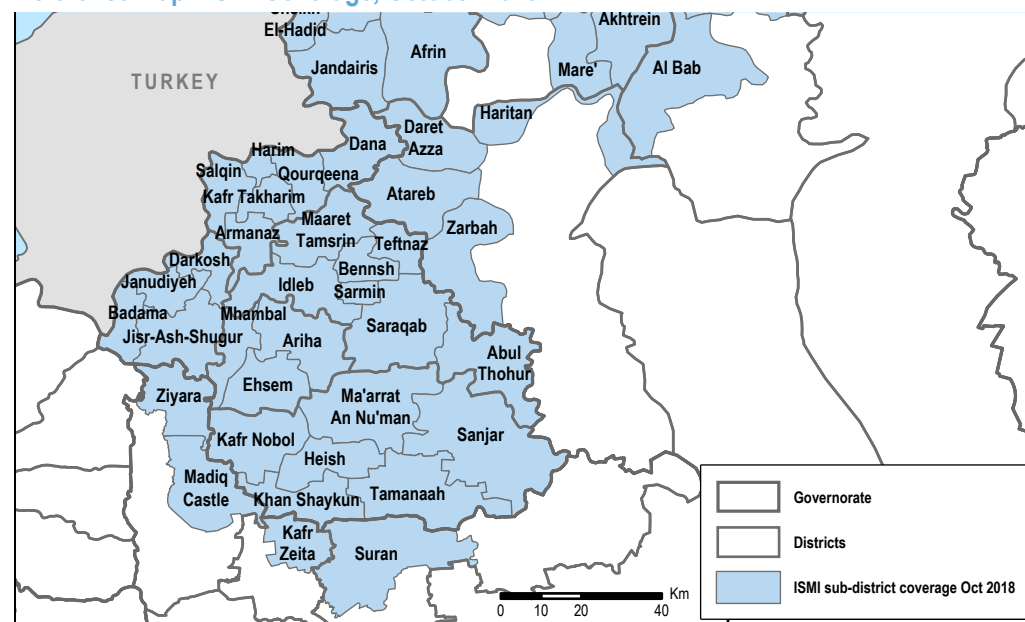 El-Hadid
Afrin
Jandairis
TURKEY
Akhtrein
Mare'
Al Bab
Haritan
Daret
Azza
Dana
Harim
Salqin
Qourqeena
Kafr Takharim
Atareb
Maaret
Tamsrin
Armanaz
Teftnaz
Zarbah
Darkosh
Bennsh
Janudiyeh
Idleb
Sarmin
Badama
Mhambal
Jisr-Ash-Shugur
Ariha
Saraqab
Abul
Thohur
Ehsem
Ziyara
Ma'arrat
An Nu'man
Kafr Nobol
Sanjar
Heish
Madiq
Castle
Khan Shaykun
Tamanaah
Kafr
Zeita
Suran
Km
0 10 20 40
Governorate
Districts
ISMI sub-district coverage Oct 2018